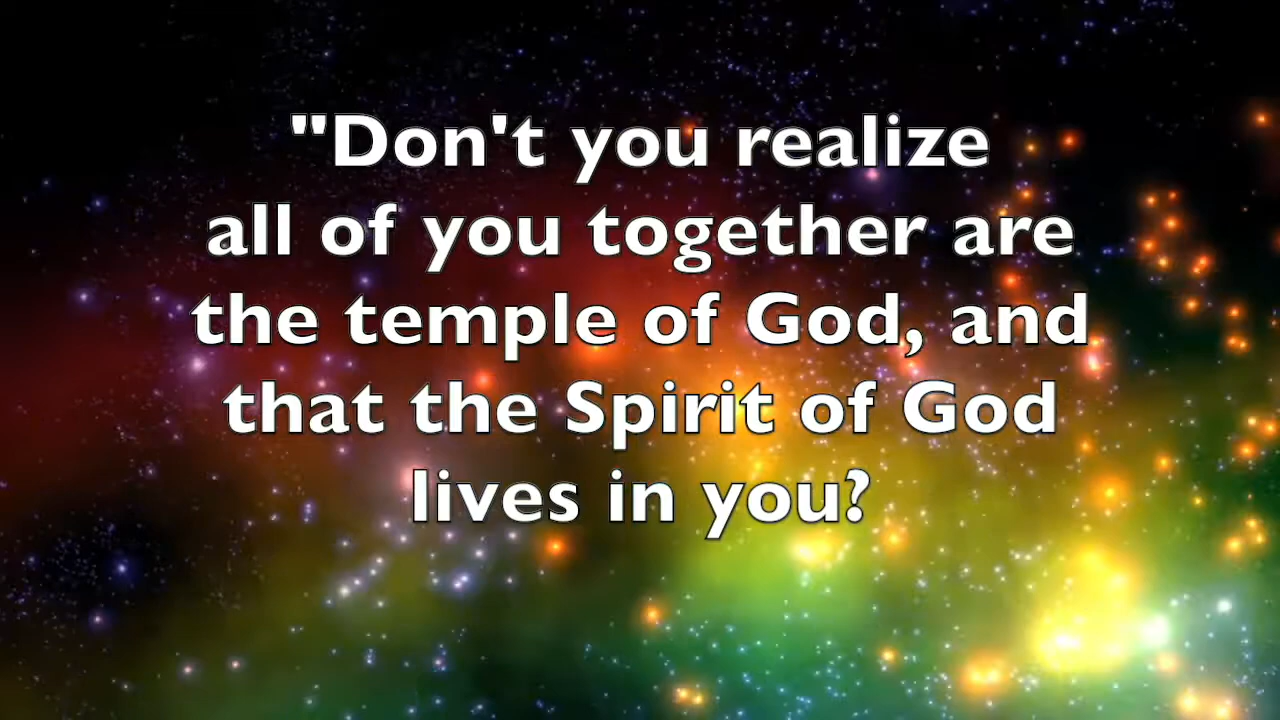 "Don't you realize
all of you together are
the temple of God, and
that the Spirit of God
lives in you?